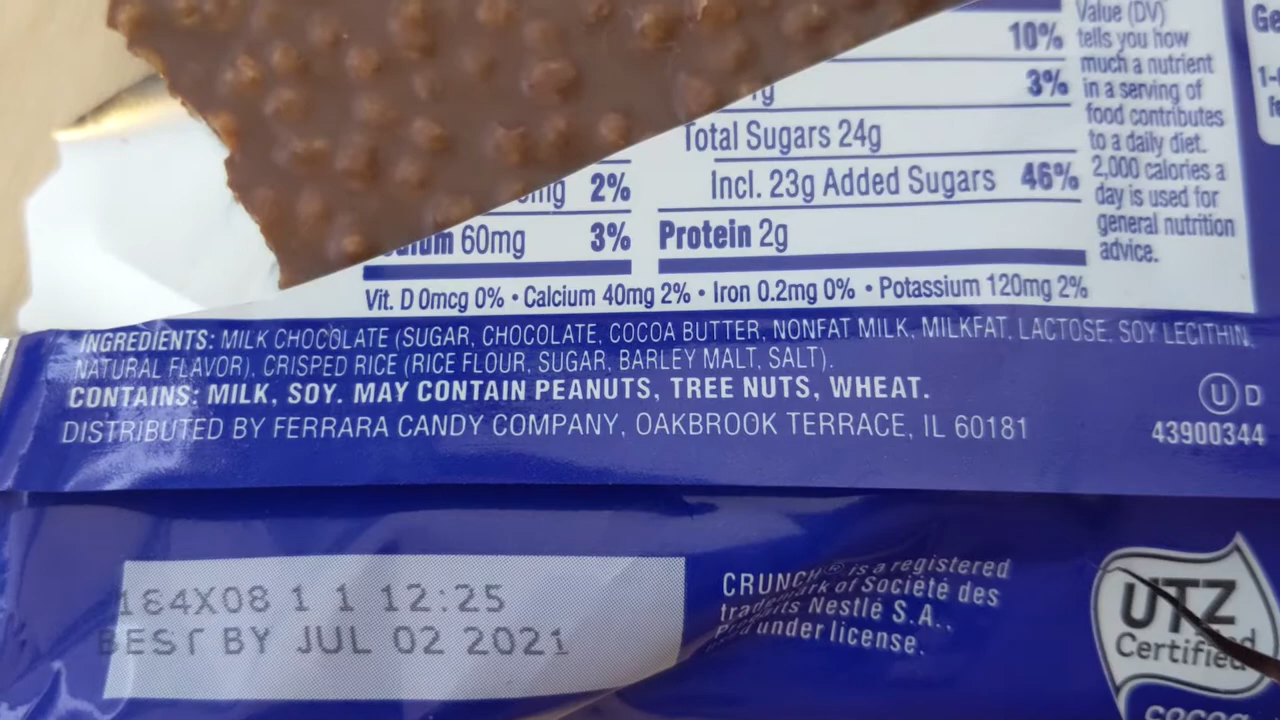 10%
3%
Total Sugars 24g
2%
Incl. 23g Added Sugars 46%
60mg 3%
Protein 2g
Value (DV)
tells you how
much a nutrient
in a serving of
food contributes
to a daily diet.
2,000 calories a
day is used for
general nutrition
advice.
Vit. D 0mcg 0% • Calcium 40mg 2% • Iron 0.2mg 0% • Potassium 120mg 2%
INGREDIENTS: MILK CHOCOLATE (SUGAR, CHOCOLATE, COCOA BUTTER, NONFAT MILK, MILKFAT, LACTOSE, SOY LECITHIN,
NATURAL FLAVOR), CRISPED RICE (RICE FLOUR, SUGAR, BARLEY MALT, SALT).
CONTAINS: MILK, SOY. MAY CONTAIN PEANUTS, TREE NUTS, WHEAT.
DISTRIBUTED BY FERRARA CANDY COMPANY, OAKBROOK TERRACE, IL 60181
U D
43900344
184X08 1 1 12:25
BEST BY JUL 02 2021
CRUNCH® is a registered
trademark of Société des
Nestlé S.A.,
under license.
UTZ
Certified
cocoa